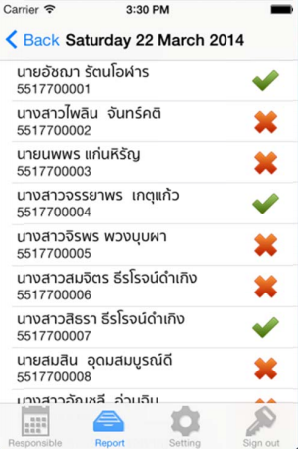 Carrier 3:30 PM
Back Saturday 22 March 2014
นายอัชฌา รัตนโอฬาร
5517700001
นางสาวไพลิน จันทร์คติ
5517700002
นายนพพร แก่นหิรัญ
5517700003
นางสาวจรรยาพร เกตุแก้ว
5517700004
นางสาวจิรพร พวงบุบผา
5517700005
นางสาวสมจิตร ธีรโรจน์ดำเกิง
5517700006
นางสาวสิธรา ธีรโรจน์ดำเกิง
5517700007
นายสมสิน อุดมสมบูรณ์ดี
5517700008
Responsible Report Setting Sign out